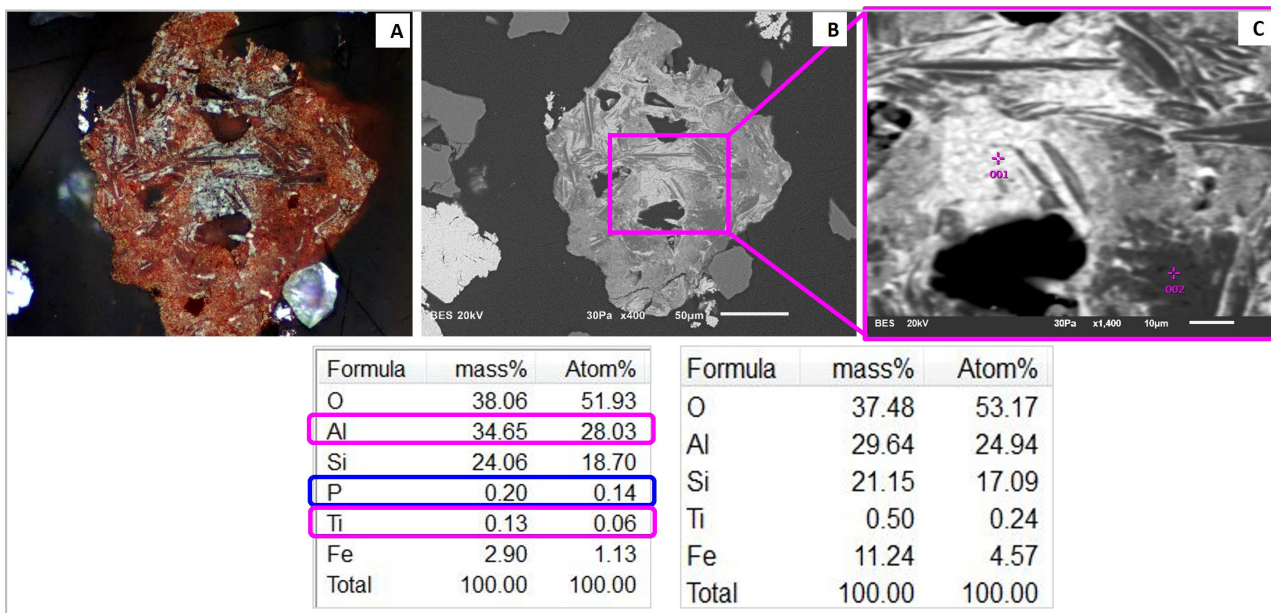 A
B
C
001
002
BES 20kV 30Pa x400 50µm
BES 20kV 30Pa x1,400 10µm
Formula mass% Atom%
O 38.06 51.93
Al 34.65 28.03
Si 24.06 18.70
P 0.20 0.14
Ti 0.13 0.06
Fe 2.90 1.13
Total 100.00 100.00
Formula mass% Atom%
O 37.48 53.17
Al 29.64 24.94
Si 21.15 17.09
Ti 0.50 0.24
Fe 11.24 4.57
Total 100.00 100.00